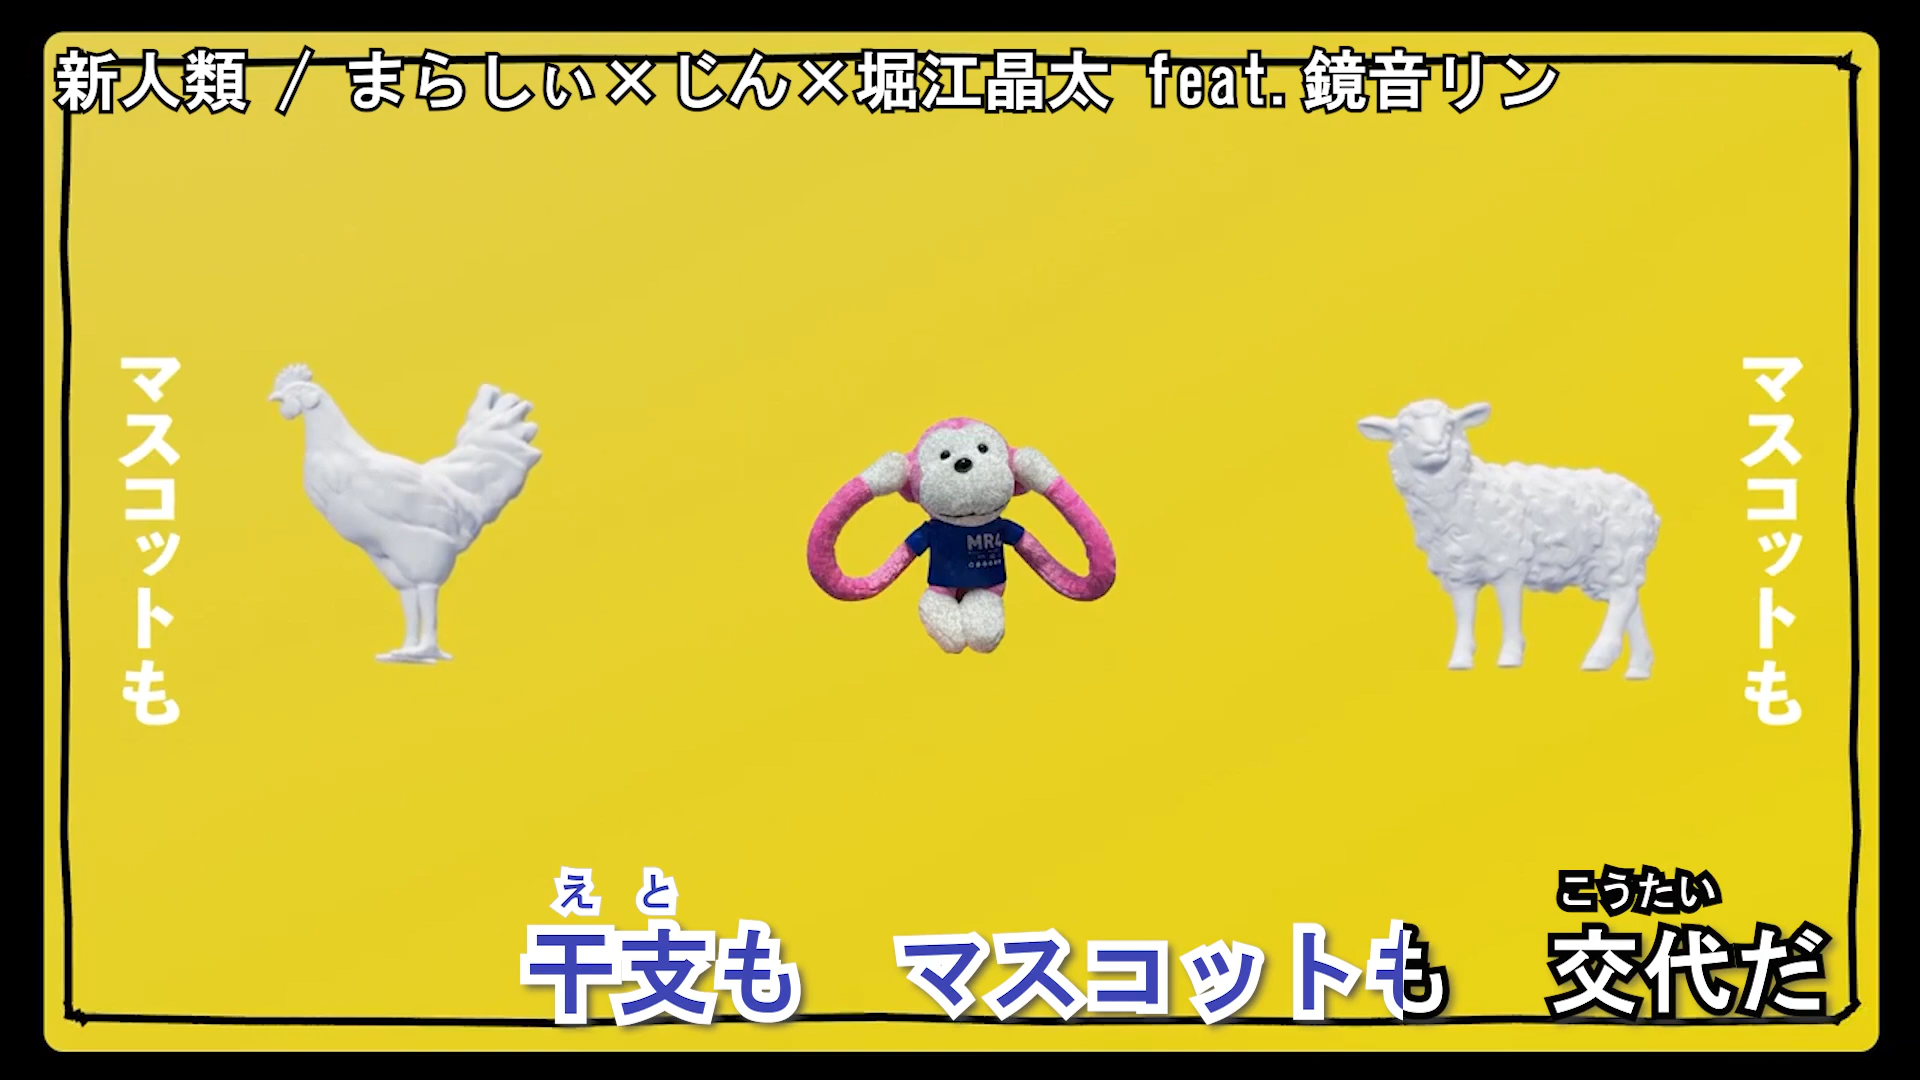 新人類 / まらしぃ×じん×堀江晶太 feat.鏡音リン
マスコットも
マスコットも
えと
こうたい
干支も マスコットも 交代だ